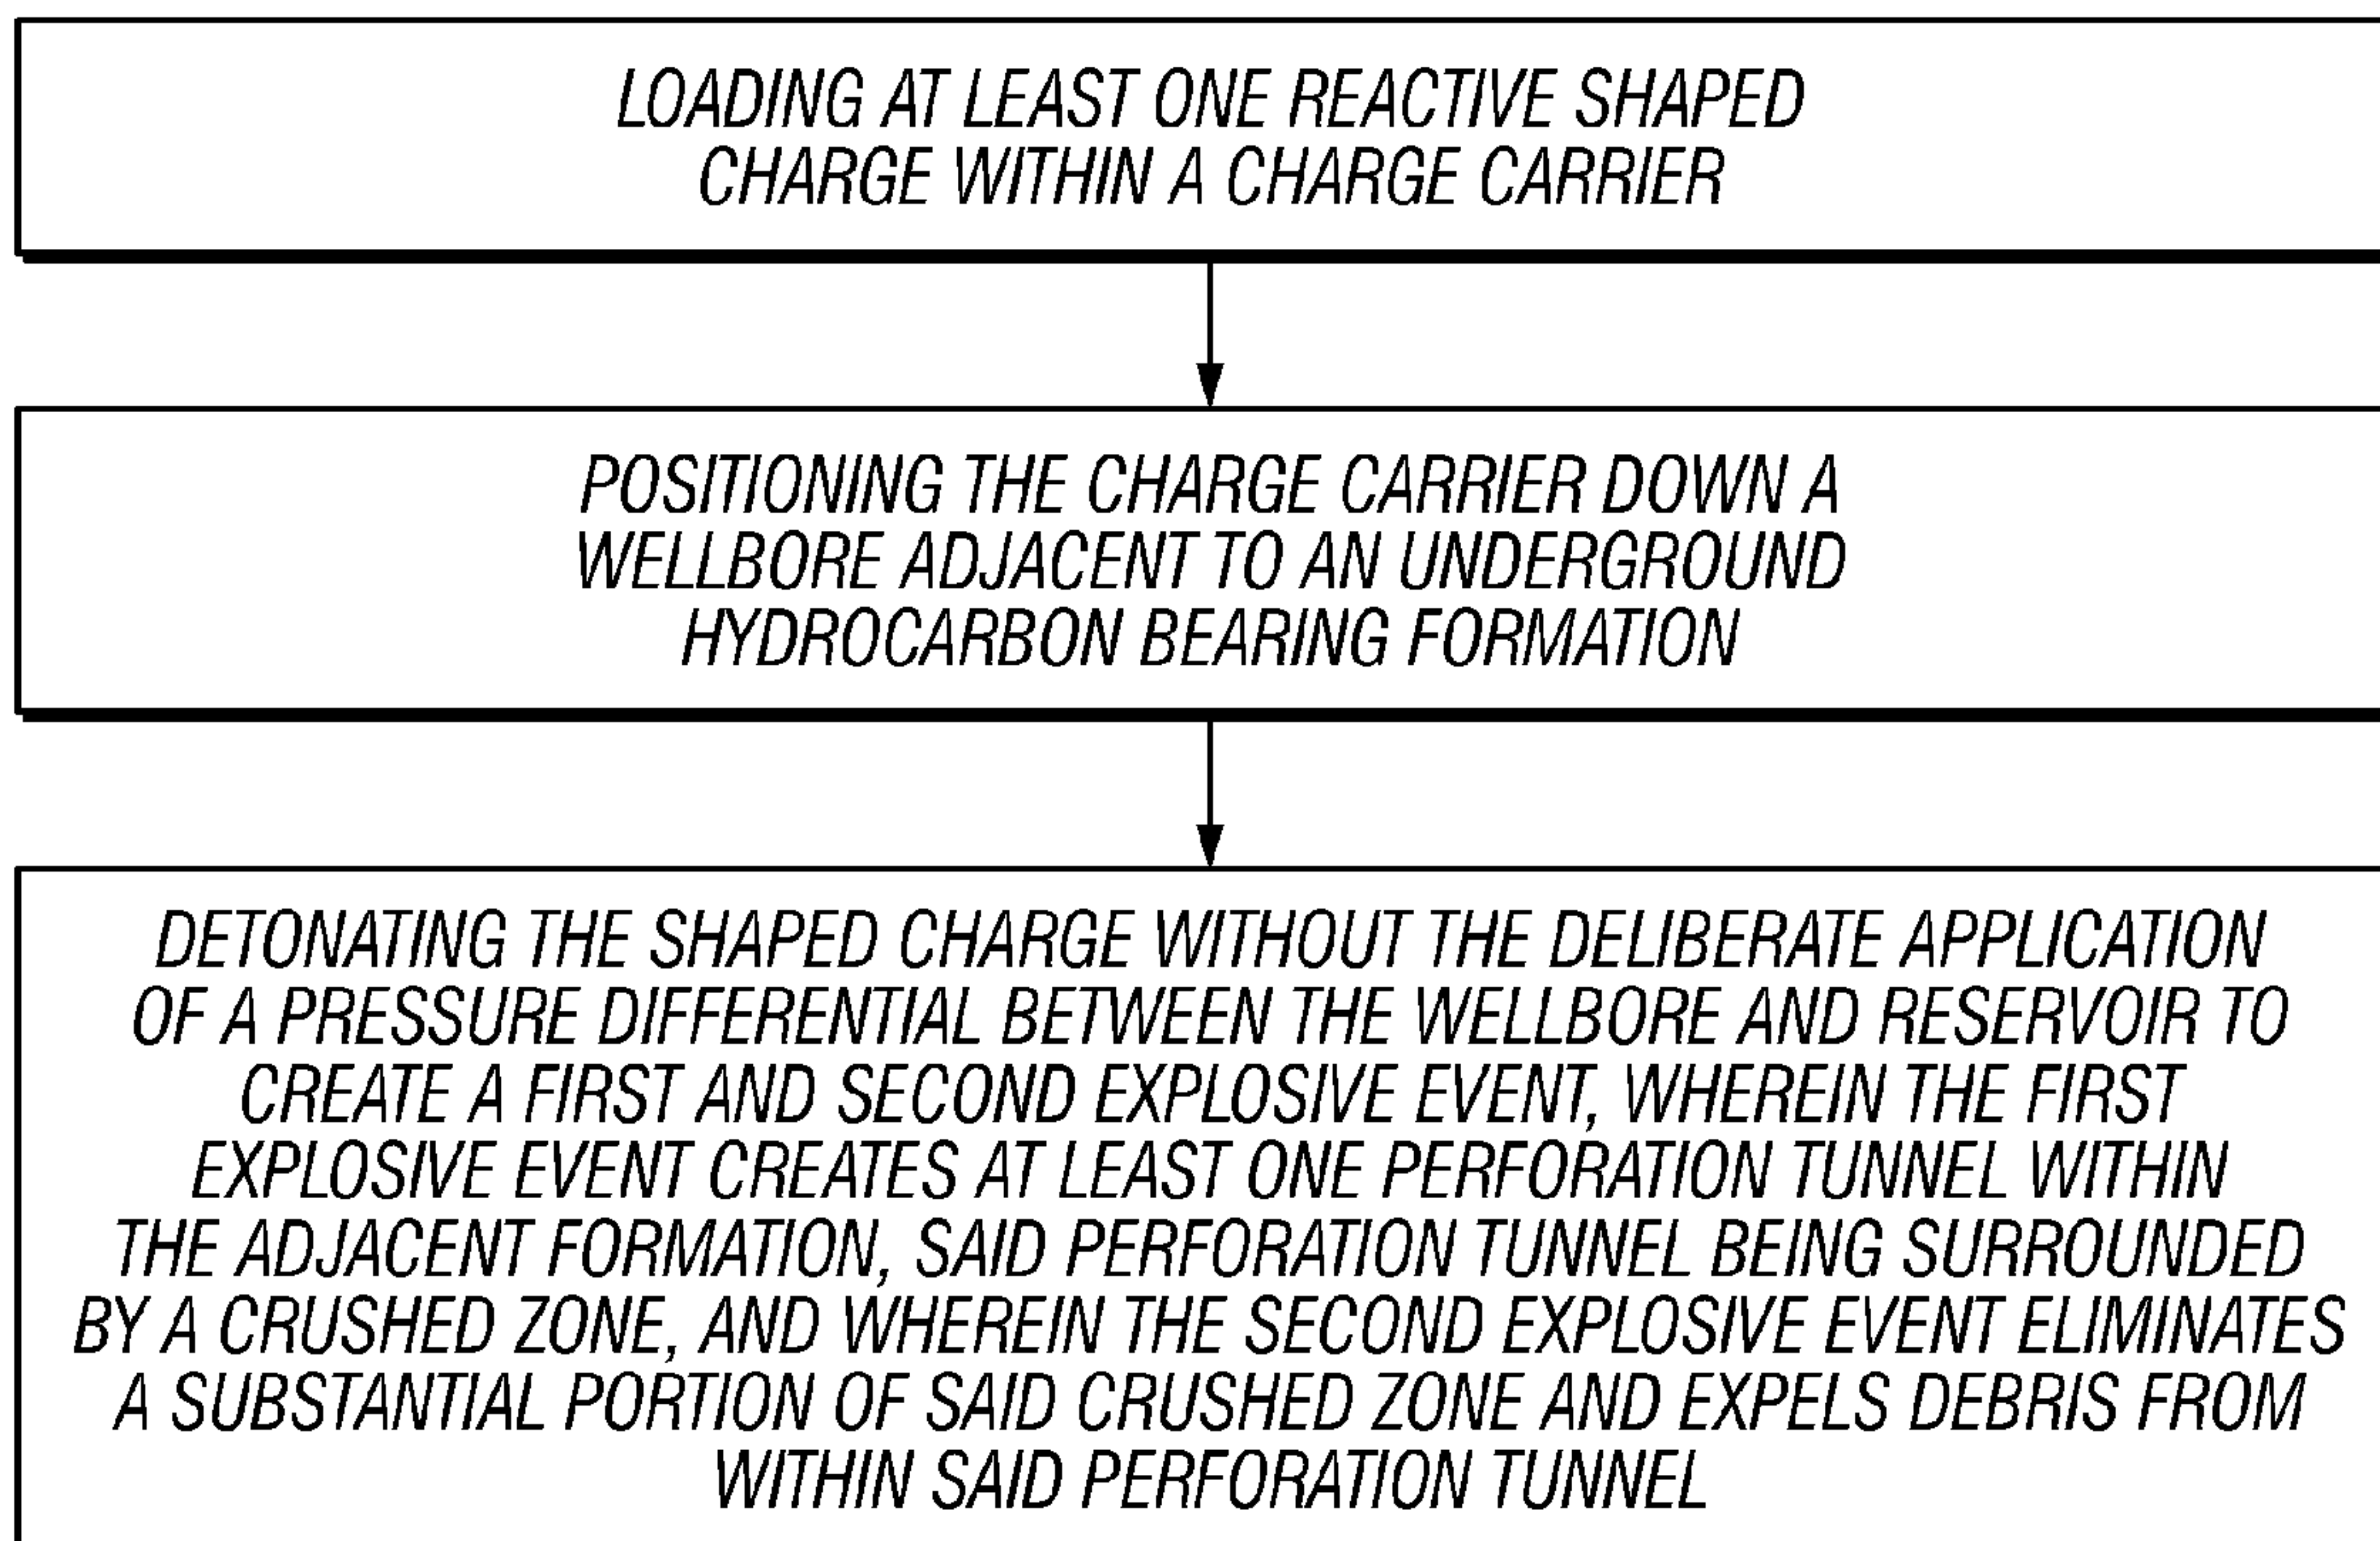 LOADING AT LEAST ONE REACTIVE SHAPED
CHARGE WITHIN A CHARGE CARRIER
POSITIONING THE CHARGE CARRIER DOWN A
WELLBORE ADJACENT TO AN UNDERGROUND
HYDROCARBON BEARING FORMATION
DETONATING THE SHAPED CHARGE WITHOUT THE DELIBERATE APPLICATION
OF A PRESSURE DIFFERENTIAL BETWEEN THE WELLBORE AND RESERVOIR TO
CREATE A FIRST AND SECOND EXPLOSIVE EVENT, WHEREIN THE FIRST
EXPLOSIVE EVENT CREATES AT LEAST ONE PERFORATION TUNNEL WITHIN
THE ADJACENT FORMATION, SAID PERFORATION TUNNEL BEING SURROUNDED
BY A CRUSHED ZONE, AND WHEREIN THE SECOND EXPLOSIVE EVENT ELIMINATES
A SUBSTANTIAL PORTION OF SAID CRUSHED ZONE AND EXPELS DEBRIS FROM
WITHIN SAID PERFORATION TUNNEL